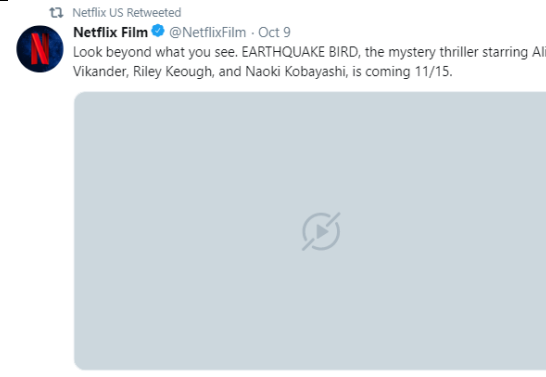 Netflix US Retweeted
Netflix Film @NetflixFilm · Oct 9
Look beyond what you see. EARTHQUAKE BIRD, the mystery thriller starring Ali
Vikander, Riley Keough, and Naoki Kobayashi, is coming 11/15.